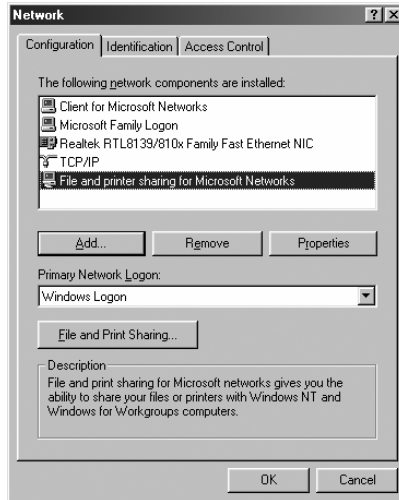 Network
Configuration Identification Access Control
The following network components are installed:
Client for Microsoft Networks
Microsoft Family Logon
Realtek RTL8139/810x Family Fast Ethernet NIC
TCP/IP
File and printer sharing for Microsoft Networks
Add... Remove Properties
Primary Network Logon:
Windows Logon
File and Print Sharing...
Description
File and print sharing for Microsoft networks gives you the
ability to share your files or printers with Windows NT and
Windows for Workgroups computers.
OK Cancel